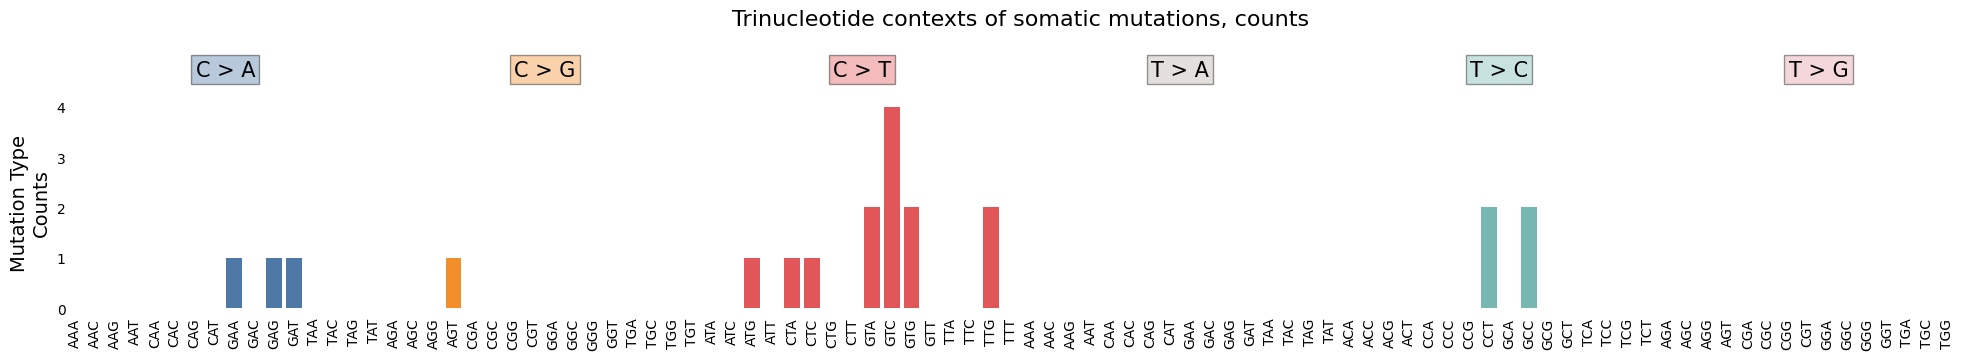 Trinucleotide contexts of somatic mutations, counts
C > A
C > G
C > T
T > A
T > C
T > G
Mutation Type
Counts
4
3
2
1
0
AAA AAC AAG AAT CAA CAC CAG CAT GAA GAC GAG GAT TAA TAC TAG TAT AGA AGC AGG AGT CGA CGC CGG CGT GGA GGC GGG GGT TGA TGC TGG TGT ATA ATC ATG ATT CTA CTC CTG CTT GTA GTC GTG GTT TTA TTC TTG TTT AAA AAC AAG AAT CAA CAC CAG CAT GAA GAC GAG GAT TAA TAC TAG TAT ACA ACC ACG ACT CCA CCC CCG CCT GCA GCC GCG GCT TCA TCC TCG TCT AGA AGC AGG AGT CGA CGC CGG CGT GGA GGC GGG GGT TGA TGC TGG